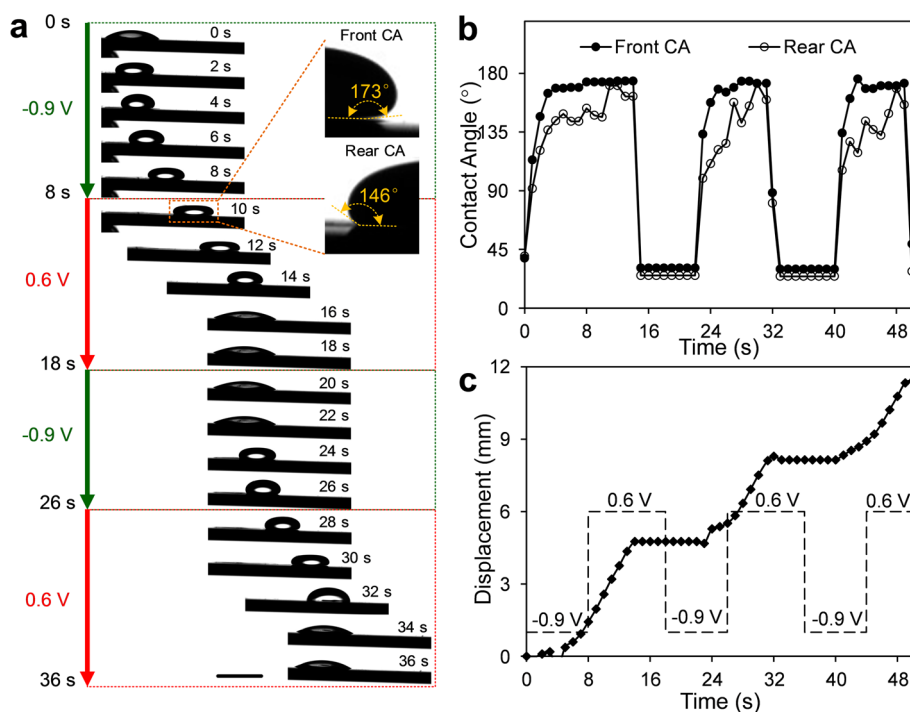 a
0 s
-0.9 V
8 s
0.6 V
18 s
-0.9 V
26 s
0.6 V
36 s
0 s
2 s
4 s
6 s
8 s
10 s
12 s
14 s
16 s
18 s
20 s
22 s
24 s
26 s
28 s
30 s
32 s
34 s
36 s
Front CA
173°
Rear CA
146°
b
Front CA
Rear CA
Contact Angle (°)
180
135
90
45
0
0 8 16 24 32 40 48
Time (s)
c
Displacement (mm)
12
9
6
3
0
0.6 V
0.6 V
0.6 V
-0.9 V
-0.9 V
-0.9 V
0 8 16 24 32 40 48
Time (s)